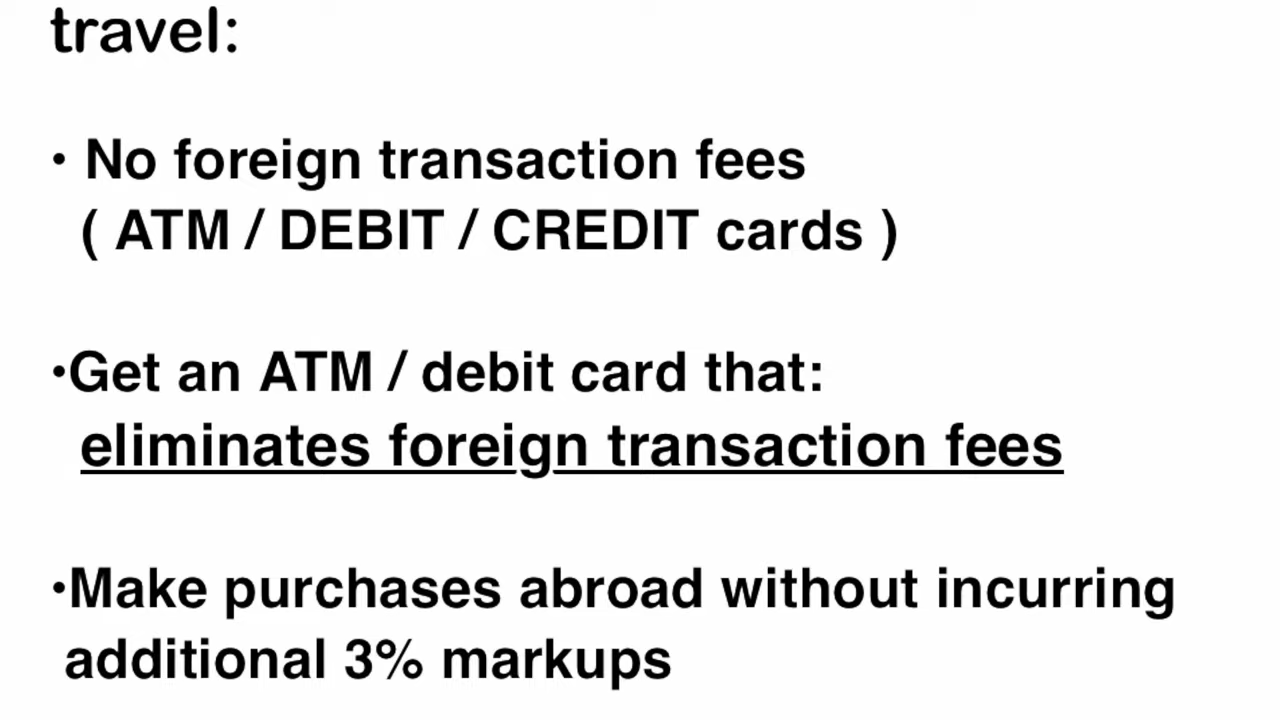 travel:
• No foreign transaction fees
( ATM / DEBIT / CREDIT cards )
•Get an ATM / debit card that:
eliminates foreign transaction fees
•Make purchases abroad without incurring
additional 3% markups